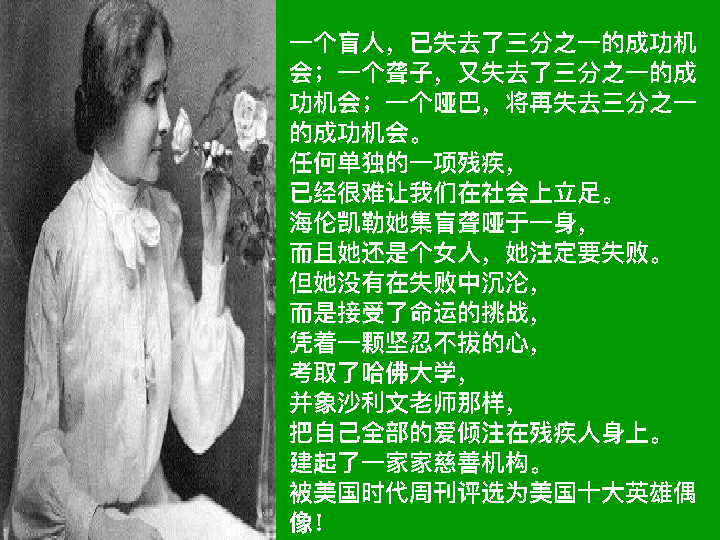 一个盲人，已失去了三分之一的成功机
会；一个聋子，又失去了三分之一的成
功机会；一个哑巴，将再失去三分之一
的成功机会。
任何单独的一项残疾，
已经很难让我们在社会上立足。
海伦凯勒她集盲聋哑于一身，
而且她还是个女人，她注定要失败。
但她没有在失败中沉沦，
而是接受了命运的挑战，
凭着一颗坚忍不拔的心，
考取了哈佛大学，
并象沙利文老师那样，
把自己全部的爱倾注在残疾人身上。
建起了一家家慈善机构。
被美国时代周刊评选为美国十大英雄偶
像！